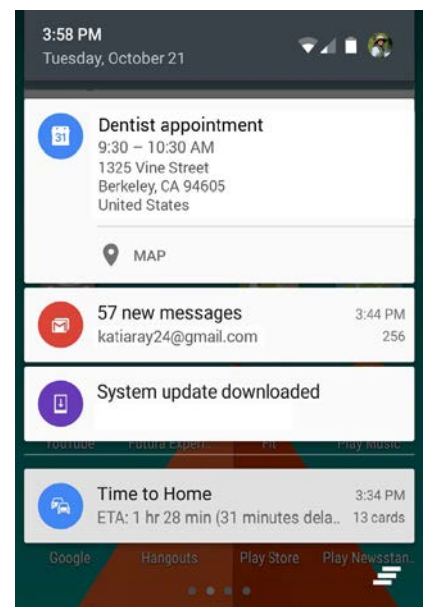 3:58 PM
Tuesday, October 21
31
Dentist appointment
9:30 – 10:30 AM
1325 Vine Street
Berkeley, CA 94605
United States
MAP
57 new messages 3:44 PM
katiaray24@gmail.com 256
System update downloaded
YouTube Futura Experi... Fit Play Music
Time to Home 3:34 PM
ETA: 1 hr 28 min (31 minutes dela.. 13 cards
Google Hangouts Play Store Play Newsstan..